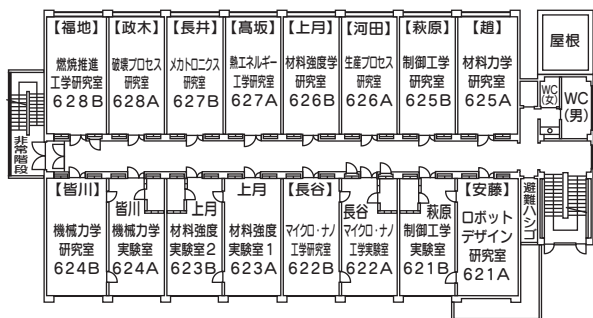 【福地】
燃焼推進
工学研究室
628B
【政木】
破壊プロセス
研究室
628A
【長井】
メカトロニクス
研究室
627B
【髙坂】
熱エネルギー
工学研究室
627A
【上月】
材料強度学
研究室
626B
【河田】
生産プロセス
研究室
626A
【萩原】
制御工学
研究室
625B
【趙】
材料力学
研究室
625A
屋根
WC
(女)
WC
(男)
非常階段
【皆川】
機械力学
研究室
624B
皆川
機械力学
実験室
624A
上月
材料強度
実験室2
623B
上月
材料強度
実験室1
623A
【長谷】
マイクロ・ナノ
工学研究室
622B
長谷
マイクロ・ナノ
工学実験室
622A
萩原
制御工学
実験室
621B
【安藤】
ロボット
デザイン
研究室
621A
避難ハシゴ